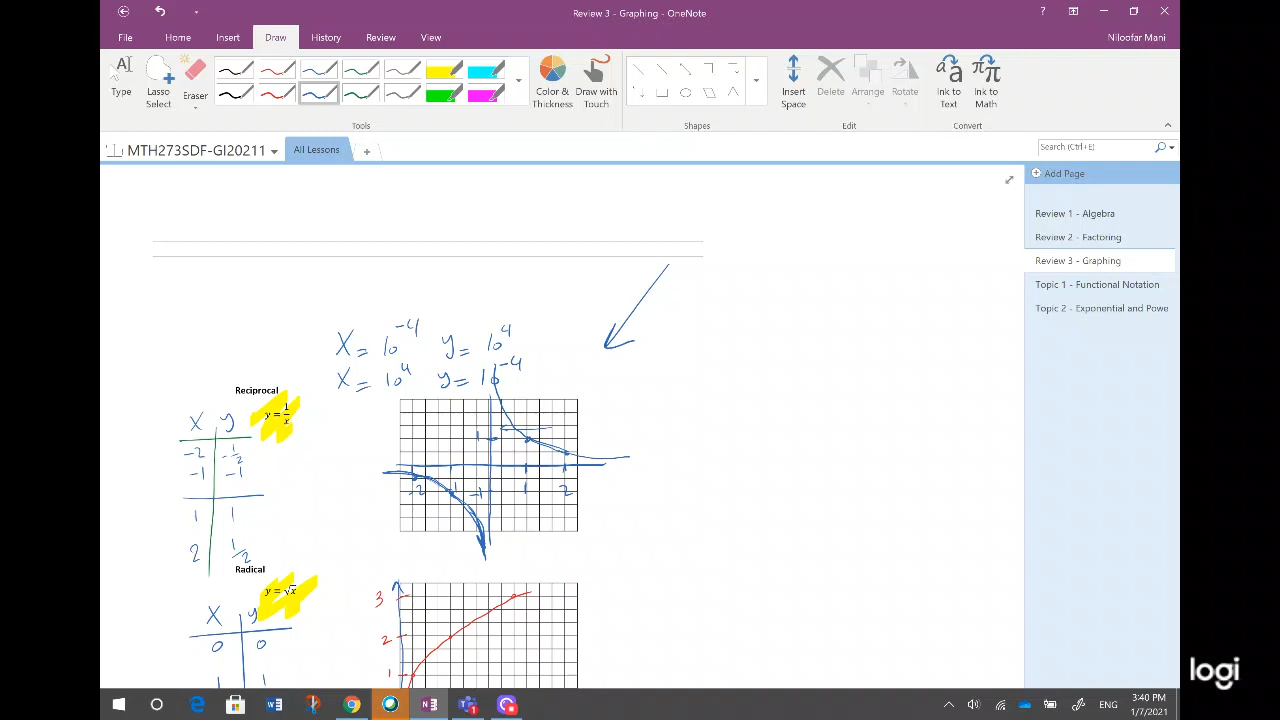 Review 3 - Graphing - OneNote
?
File Home Insert Draw History Review View
Niloofar Mani
Type
Lasso Select
Eraser
Color & Thickness
Draw with Touch
Insert Space
Delete
Arrange
Rotate
Ink to Text
Ink to Math
Tools Shapes Edit Convert
MTH273SDF-GI20211
All Lessons
Search (Ctrl+E)
Add Page
Review 1 - Algebra
Review 2 - Factoring
Review 3 - Graphing
Topic 1 - Functional Notation
Topic 2 - Exponential and Powe
X = 10^-4 y = 10^4
X = 10^4 y = 10^-4
Reciprocal
y = 1/x
X y
-2 -1/2
-1 -1
1 1
2 1/2
1
-2 -1 -1 1 2
Radical
y = √x
X y
0 0
1 1
3
2
1
logi
ENG
3:40 PM
1/7/2021